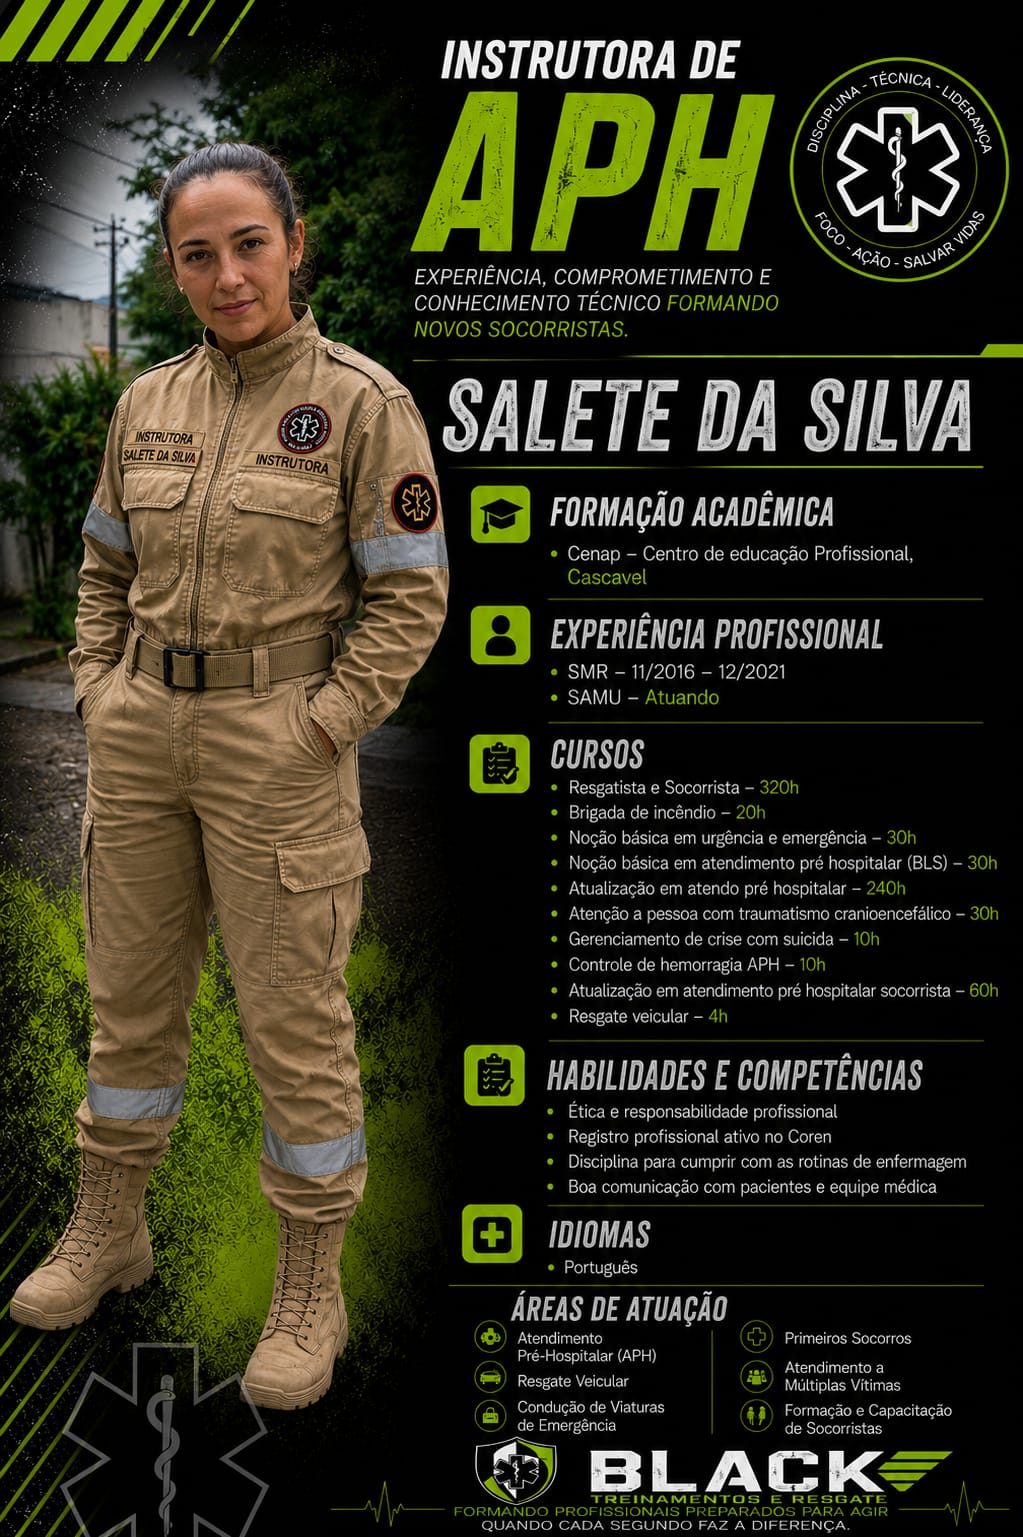 INSTRUTORA DE
APH
DISCIPLINA - TÉCNICA - LIDERANÇA
FOCO - AÇÃO - SALVAR VIDAS
EXPERIÊNCIA, COMPROMETIMENTO E
CONHECIMENTO TÉCNICO FORMANDO
NOVOS SOCORRISTAS.
SALETE DA SILVA
INSTRUTORA
SALETE DA SILVA
INSTRUTORA
FORMAÇÃO ACADÊMICA
• Cenap – Centro de educação Profissional,
Cascavel
EXPERIÊNCIA PROFISSIONAL
• SMR – 11/2016 – 12/2021
• SAMU – Atuando
CURSOS
• Resgatista e Socorrista – 320h
• Brigada de incêndio – 20h
• Noção básica em urgência e emergência – 30h
• Noção básica em atendimento pré hospitalar (BLS) – 30h
• Atualização em atendo pré hospitalar – 240h
• Atenção a pessoa com traumatismo cranioencefálico – 30h
• Gerenciamento de crise com suicida – 10h
• Controle de hemorragia APH – 10h
• Atualização em atendimento pré hospitalar socorrista – 60h
• Resgate veicular – 4h
HABILIDADES E COMPETÊNCIAS
• Ética e responsabilidade profissional
• Registro profissional ativo no Coren
• Disciplina para cumprir com as rotinas de enfermagem
• Boa comunicação com pacientes e equipe médica
IDIOMAS
• Português
ÁREAS DE ATUAÇÃO
Atendimento
Pré-Hospitalar (APH)
Resgate Veicular
Condução de Viaturas
de Emergência
Primeiros Socorros
Atendimento a
Múltiplas Vítimas
Formação e Capacitação
de Socorristas
BLACK
TREINAMENTOS E RESGATE
FORMANDO PROFISSIONAIS PREPARADOS PARA AGIR
QUANDO CADA SEGUNDO FAZ A DIFERENÇA.